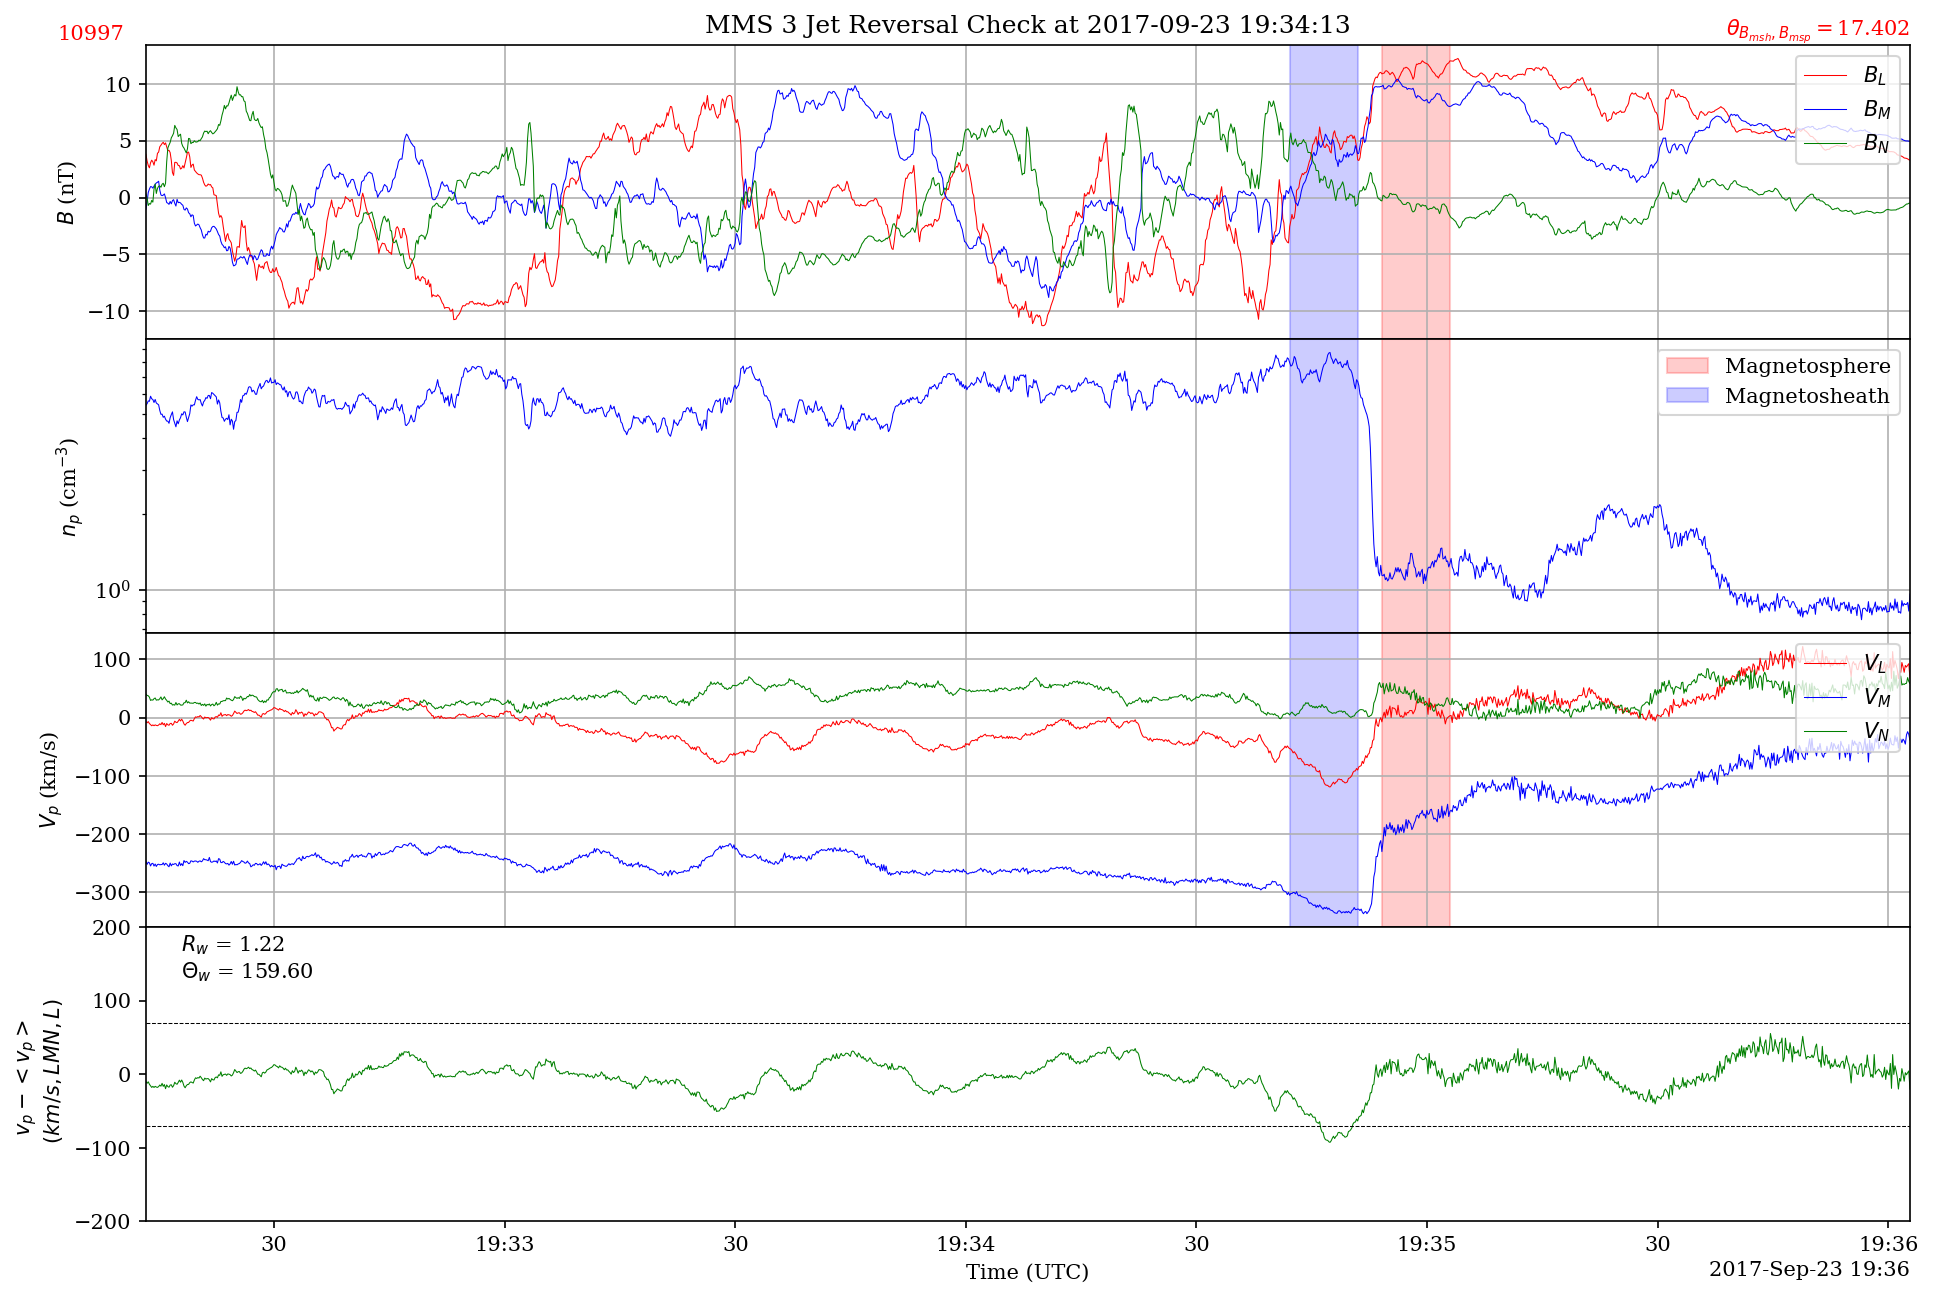 MMS 3 Jet Reversal Check at 2017-09-23 19:34:13
10997
θ_{B_{msh}, B_{msp}} = 17.402
10
5
0
−5
−10
B (nT)
B_L
B_M
B_N
10^0
n_p (cm^{−3})
Magnetosphere
Magnetosheath
100
0
−100
−200
−300
V_p (km/s)
V_L
V_M
V_N
200
100
0
−100
−200
v_p − <v_p>
(km/s, LMN, L)
R_w = 1.22
Θ_w = 159.60
30 19:33 30 19:34 30 19:35 30 19:36
Time (UTC)
2017-Sep-23 19:36